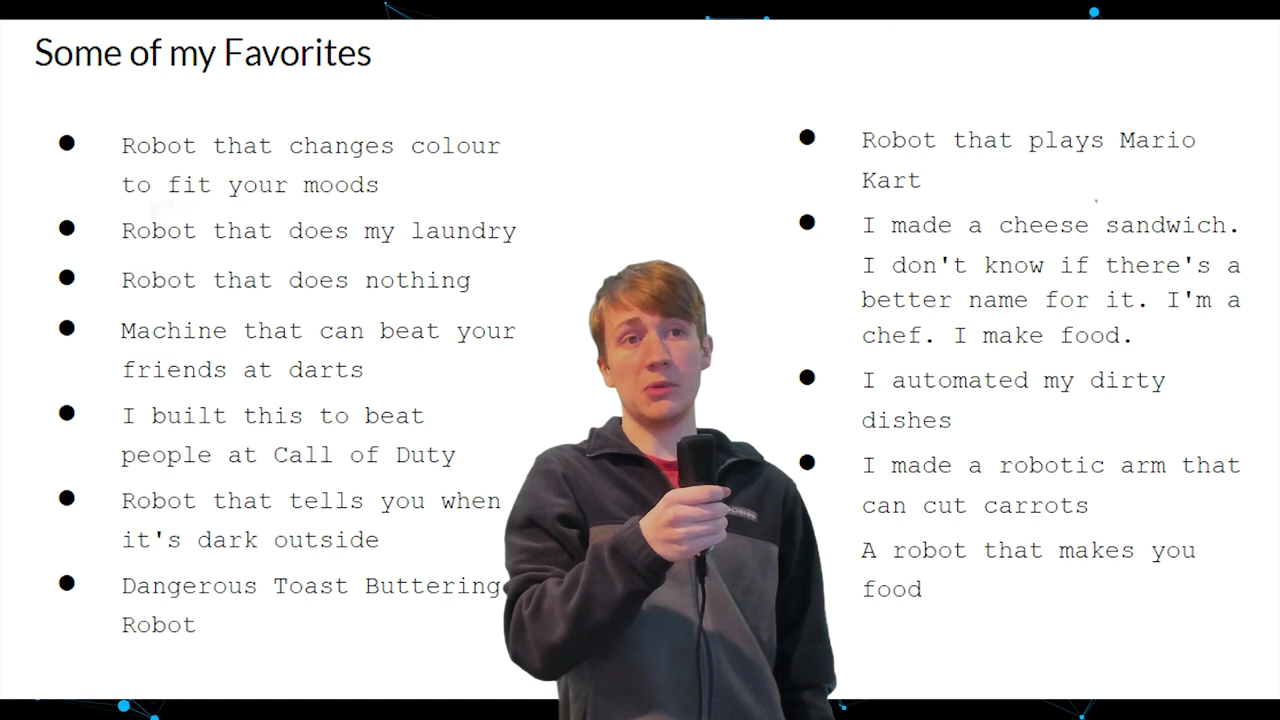 Some of my Favorites
● Robot that changes colour
to fit your moods
● Robot that does my laundry
● Robot that does nothing
● Machine that can beat your
friends at darts
● I built this to beat
people at Call of Duty
● Robot that tells you when
it's dark outside
● Dangerous Toast Buttering
Robot
● Robot that plays Mario
Kart
● I made a cheese sandwich.
I don't know if there's a
better name for it. I'm a
chef. I make food.
● I automated my dirty
dishes
● I made a robotic arm that
can cut carrots
A robot that makes you
food